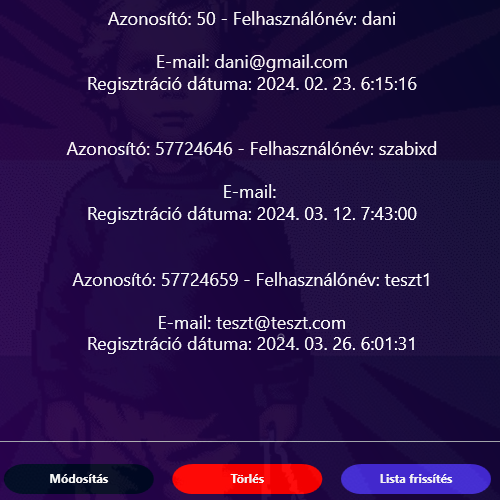 Azonosító: 50 - Felhasználónév: dani
E-mail: dani@gmail.com
Regisztráció dátuma: 2024. 02. 23. 6:15:16
Azonosító: 57724646 - Felhasználónév: szabixd
E-mail:
Regisztráció dátuma: 2024. 03. 12. 7:43:00
Azonosító: 57724659 - Felhasználónév: teszt1
E-mail: teszt@teszt.com
Regisztráció dátuma: 2024. 03. 26. 6:01:31
Módosítás Törlés Lista frissítés